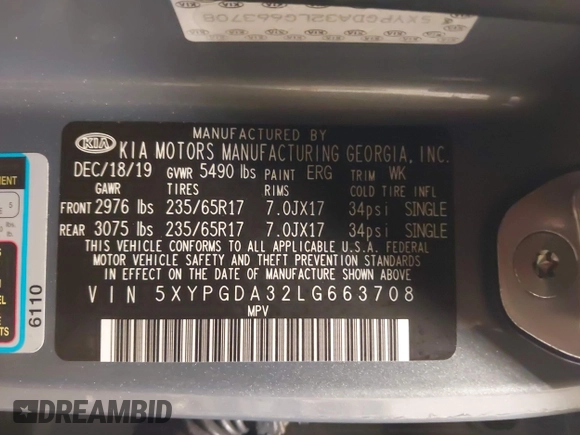 5XYPGDA32LG663708
MANUFACTURED BY
KIA KIA MOTORS MANUFACTURING GEORGIA, INC.
DEC/18/19 GVWR 5490 lbs PAINT ERG TRIM WK
GAWR TIRES RIMS COLD TIRE INFL
FRONT 2976 lbs 235/65R17 7.0JX17 34psi SINGLE
REAR 3075 lbs 235/65R17 7.0JX17 34psi SINGLE
THIS VEHICLE CONFORMS TO ALL APPLICABLE U.S.A. FEDERAL
MOTOR VEHICLE SAFETY AND THEFT PREVENTION STANDARDS
IN EFFECT ON THE DATE OF MANUFACTURE SHOWN ABOVE.
VIN 5XYPGDA32LG663708
MPV
6110
DREAMBID